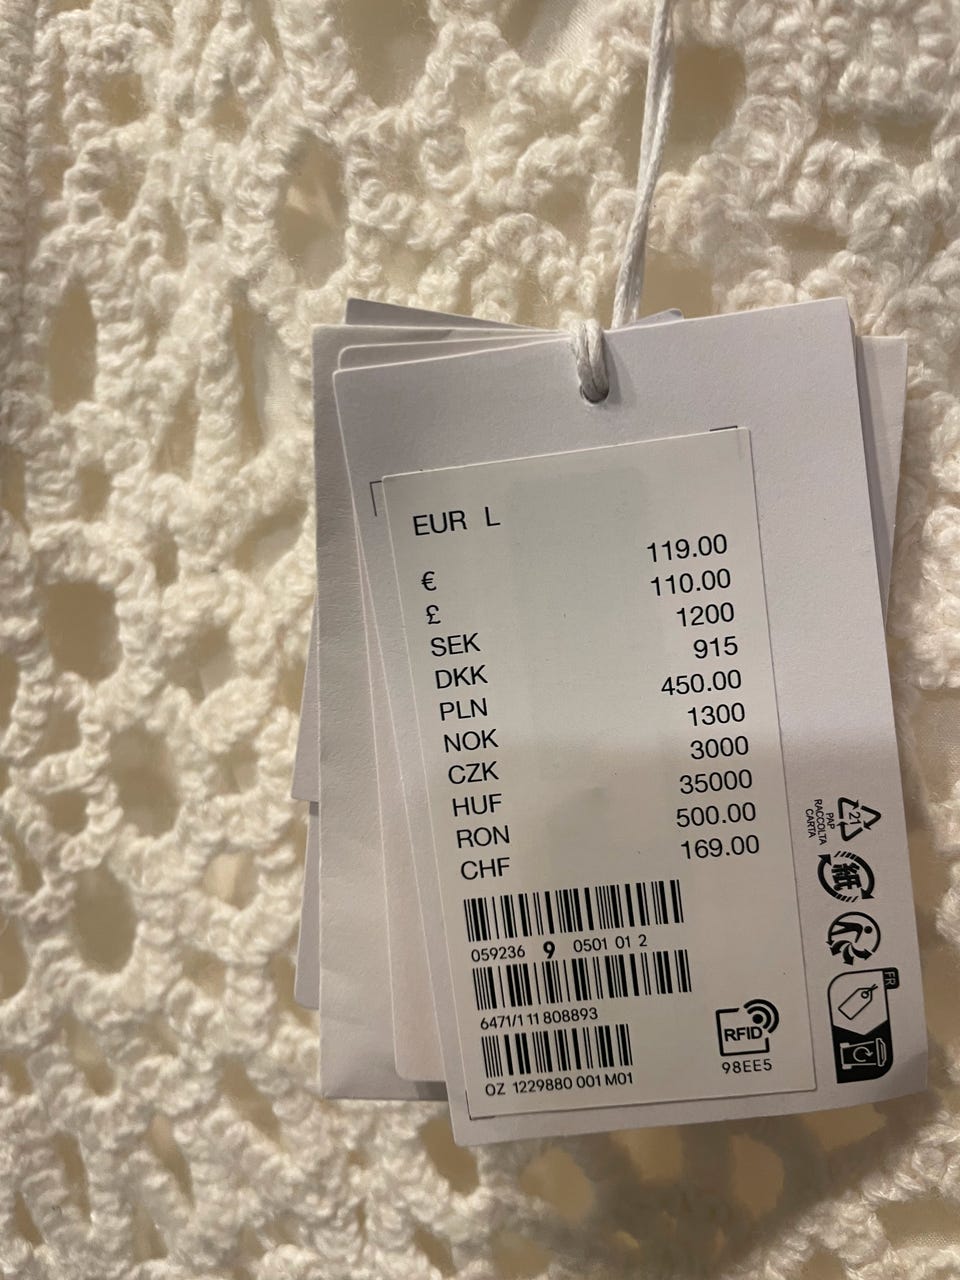 EUR L
€ 119.00
£ 110.00
SEK 1200
DKK 915
PLN 450.00
NOK 1300
CZK 3000
HUF 35000
RON 500.00
CHF 169.00
059236 9 0501 01 2
6471/1 11 808893
OZ 1229880 001 M01
RFID
98EE5
21
PAP
RACCOLTA
CARTA
紙
FR